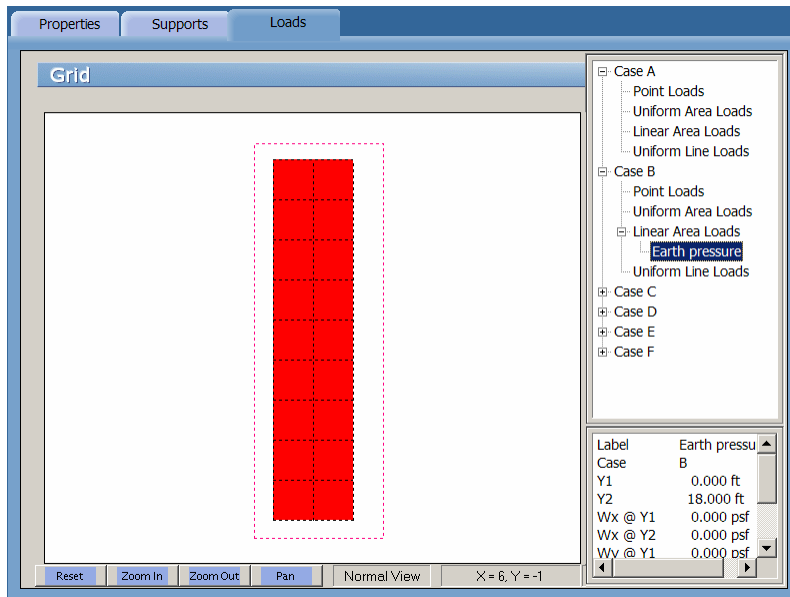 Properties
Supports
Loads
Grid
Case A
Point Loads
Uniform Area Loads
Linear Area Loads
Uniform Line Loads
Case B
Point Loads
Uniform Area Loads
Linear Area Loads
Earth pressure
Uniform Line Loads
Case C
Case D
Case E
Case F
Label Earth pressu
Case B
Y1 0.000 ft
Y2 18.000 ft
Wx @ Y1 0.000 psf
Wx @ Y2 0.000 psf
Wy @ Y1 0.000 psf
Reset
Zoom In
Zoom Out
Pan
Normal View
X = 6, Y = -1